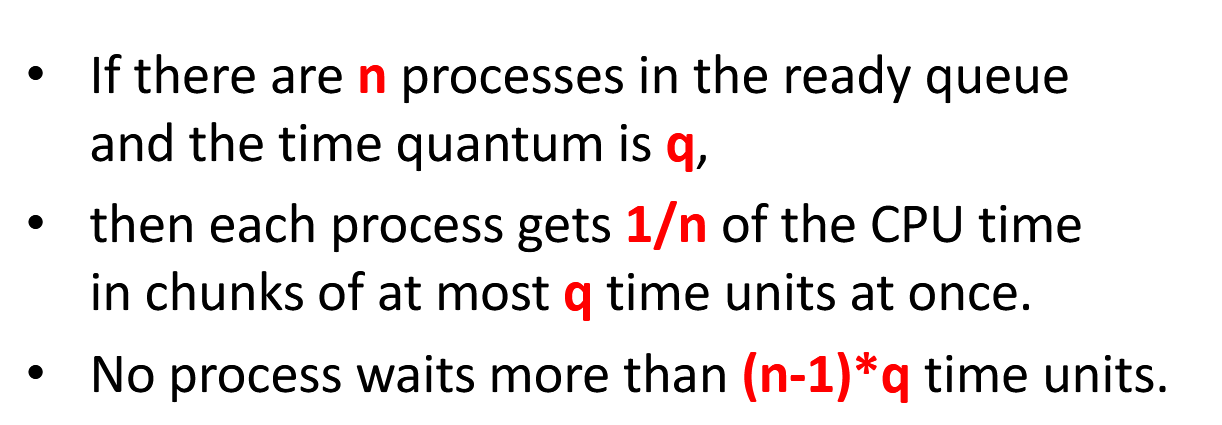 • If there are n processes in the ready queue
and the time quantum is q,
• then each process gets 1/n of the CPU time
in chunks of at most q time units at once.
• No process waits more than (n-1)*q time units.